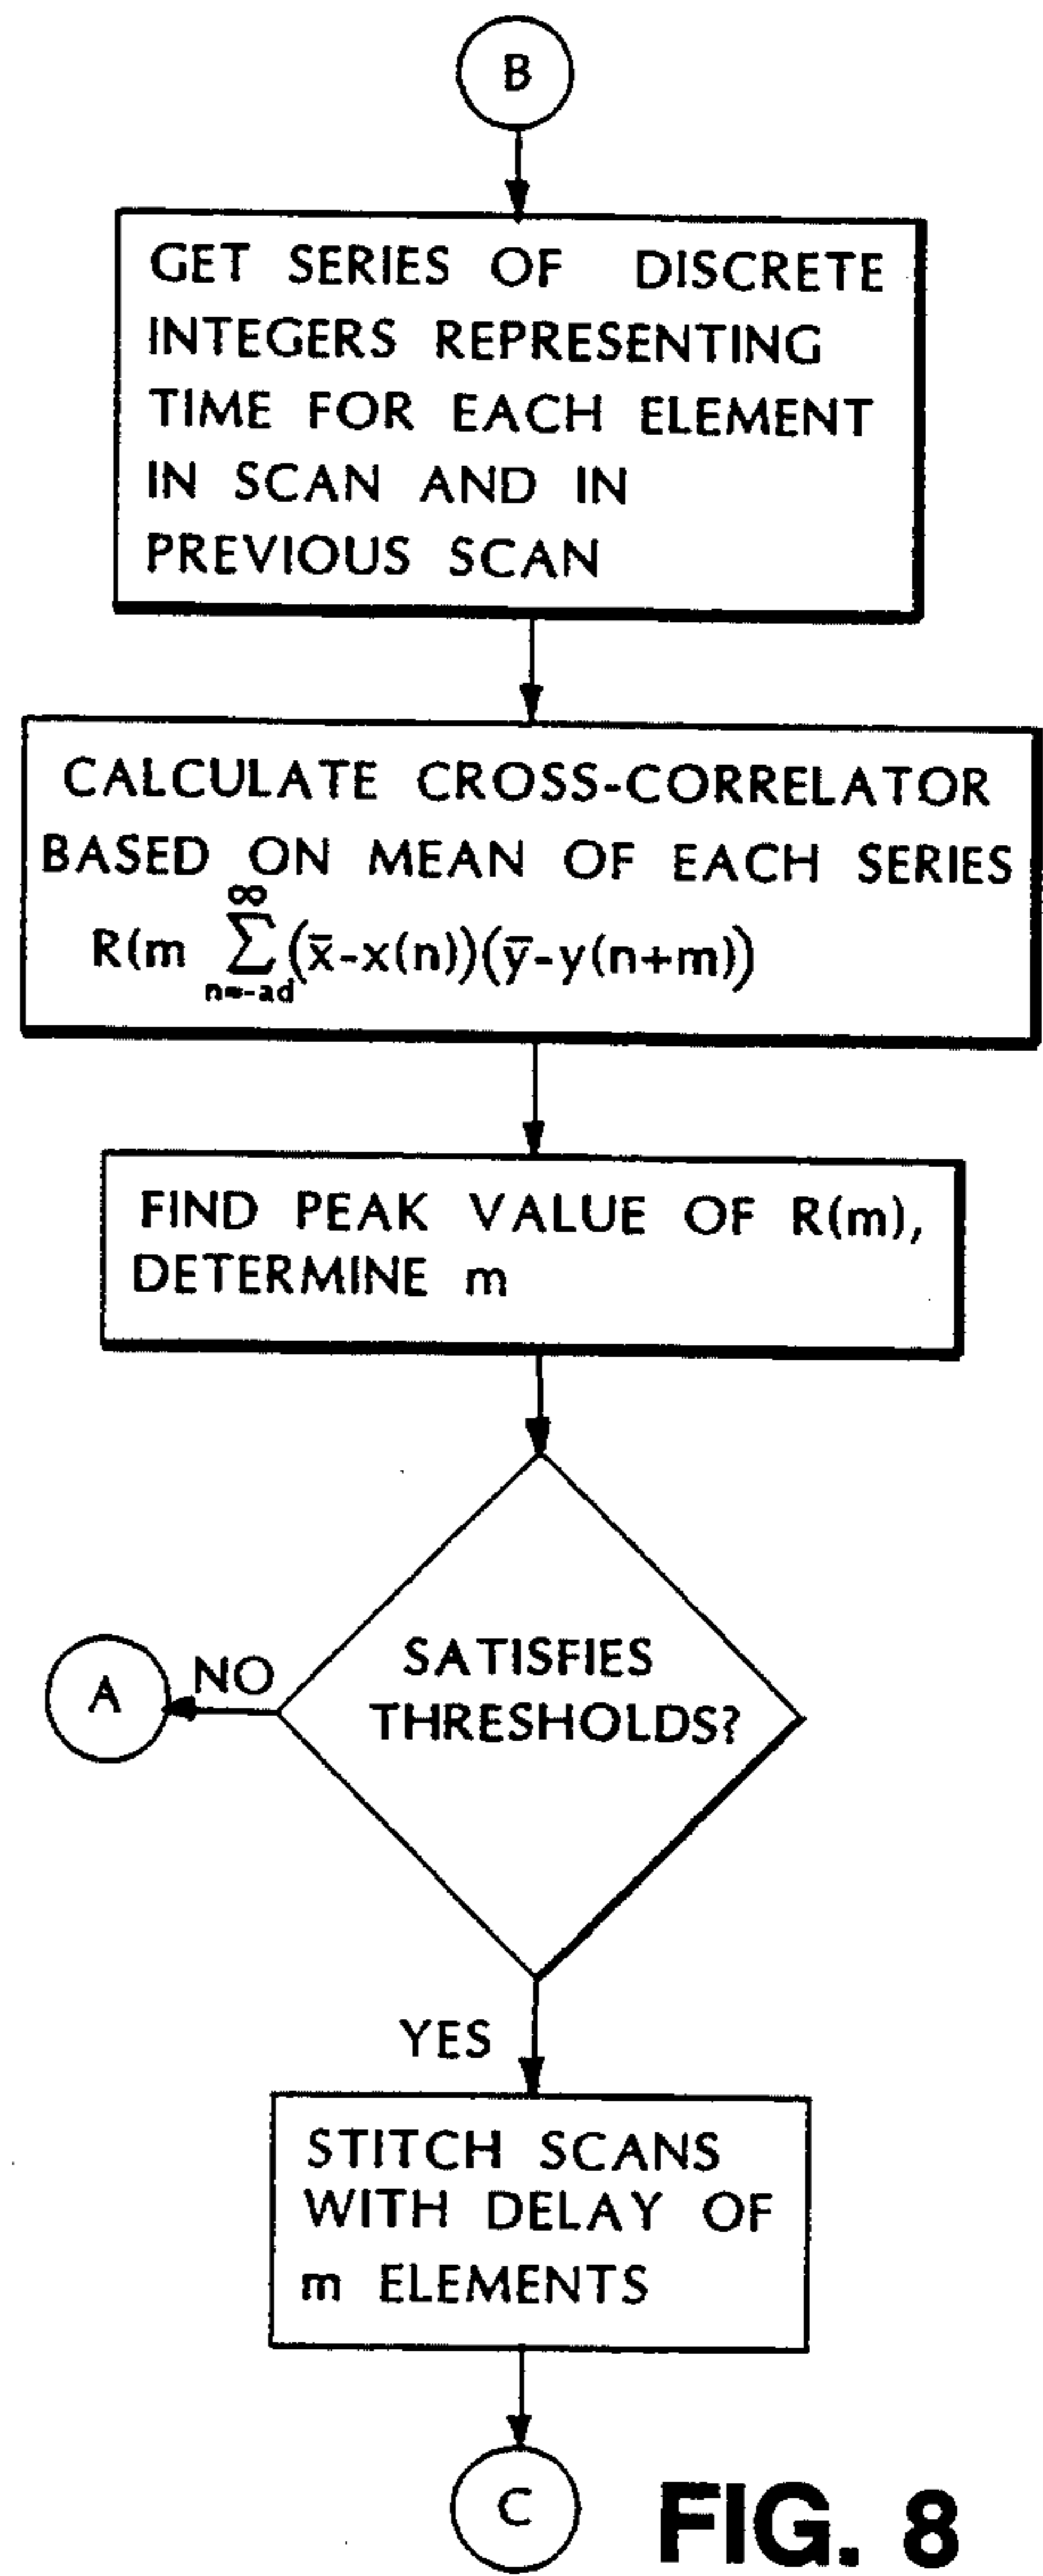 B
GET SERIES OF DISCRETE
INTEGERS REPRESENTING
TIME FOR EACH ELEMENT
IN SCAN AND IN
PREVIOUS SCAN
CALCULATE CROSS-CORRELATOR
BASED ON MEAN OF EACH SERIES
∞
R(m ∑(x̄-x(n))(ȳ-y(n+m))
n=-ad
FIND PEAK VALUE OF R(m),
DETERMINE m
SATISFIES
THRESHOLDS?
NO
A
YES
STITCH SCANS
WITH DELAY OF
m ELEMENTS
C
FIG. 8